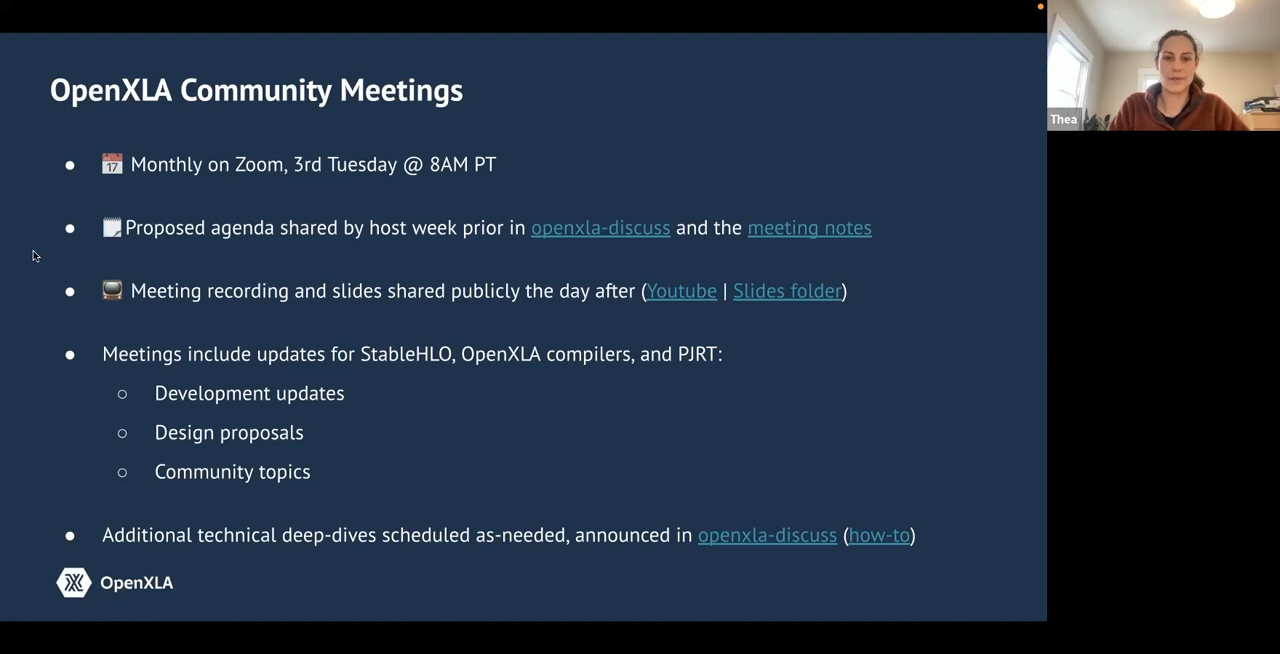 OpenXLA Community Meetings
Thea
● 📅 Monthly on Zoom, 3rd Tuesday @ 8AM PT
● 🗒️Proposed agenda shared by host week prior in openxla-discuss and the meeting notes
● 📺 Meeting recording and slides shared publicly the day after (Youtube | Slides folder)
● Meetings include updates for StableHLO, OpenXLA compilers, and PJRT:
○ Development updates
○ Design proposals
○ Community topics
● Additional technical deep-dives scheduled as-needed, announced in openxla-discuss (how-to)
OpenXLA